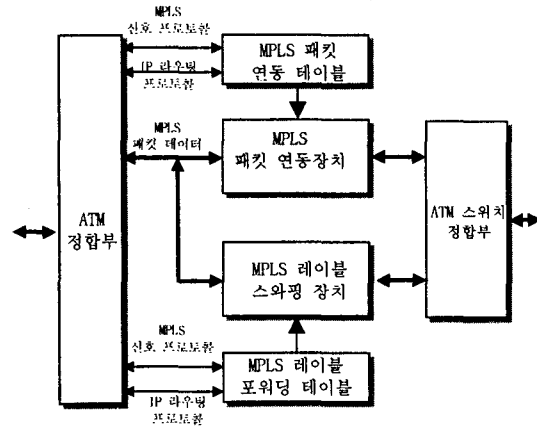 MPLS
신호 프로토콜
IP 라우팅
프로토콜
MPLS 패킷
연동 테이블
MPLS
패킷 데이터
MPLS
패킷 연동장치
ATM
정합부
ATM 스위치
정합부
MPLS 레이블
스와핑 장치
MPLS
신호 프로토콜
IP 라우팅
프로토콜
MPLS 레이블
포워딩 테이블